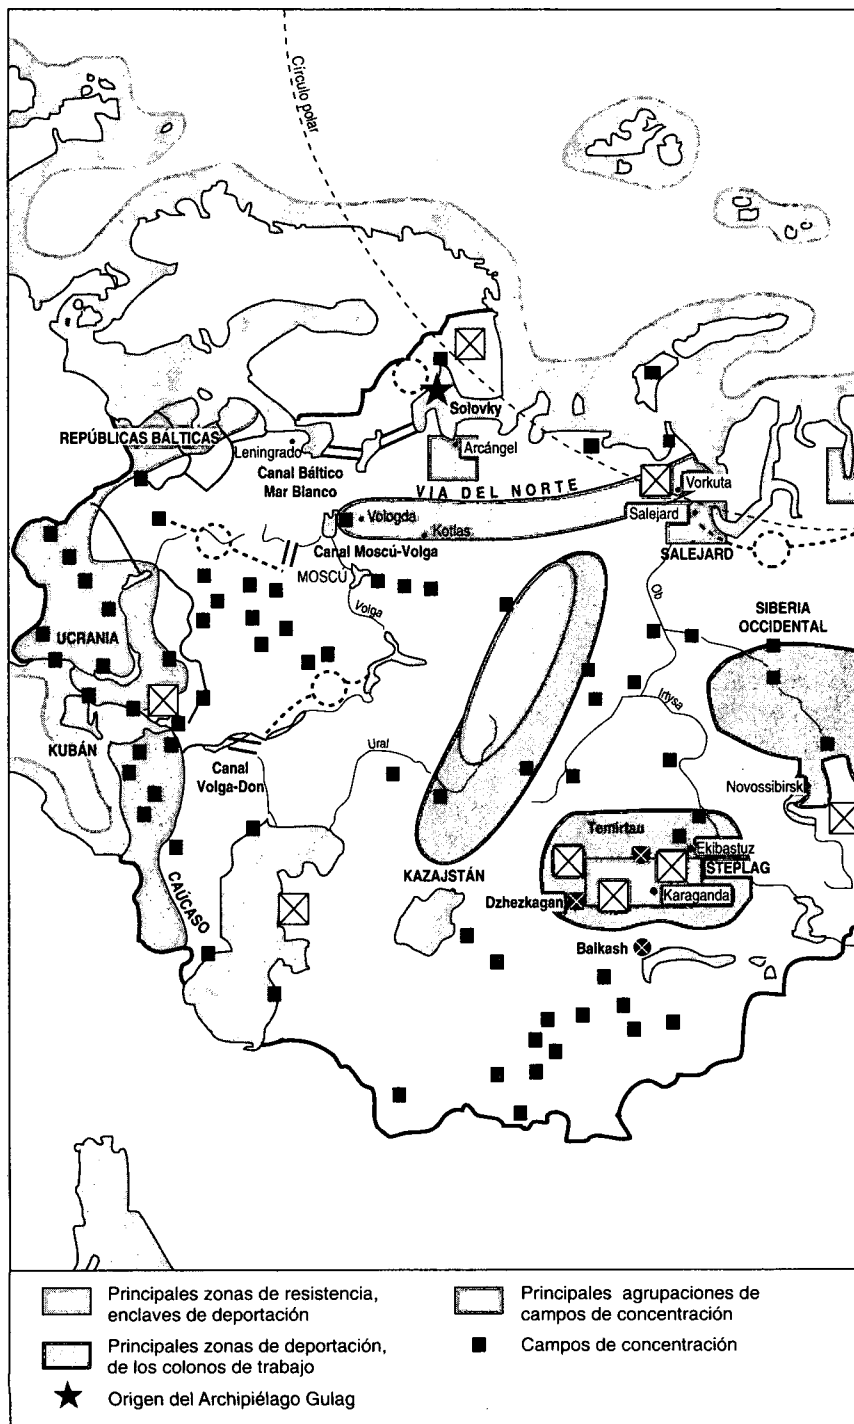 Círculo polar
Solovky
REPÚBLICAS BÁLTICAS
Leningrado
Canal Báltico
Mar Blanco
Arcángel
VIA DEL NORTE
Vorkuta
Salejard
Vologda
Kotlas
SALEJARD
Canal Moscú-Volga
MOSCÚ
Volga
Ob
SIBERIA
OCCIDENTAL
UCRANIA
Irtysa
KUBÁN
Ural
Canal
Volga-Don
Novossibirsk
Temirtau
Ekibastuz
STEPLAG
KAZAJSTÁN
Karaganda
Dzhezkagan
CAÚCASO
Balkash
Principales zonas de resistencia,
enclaves de deportación
Principales agrupaciones de
campos de concentración
Principales zonas de deportación,
de los colonos de trabajo
Campos de concentración
Origen del Archipiélago Gulag